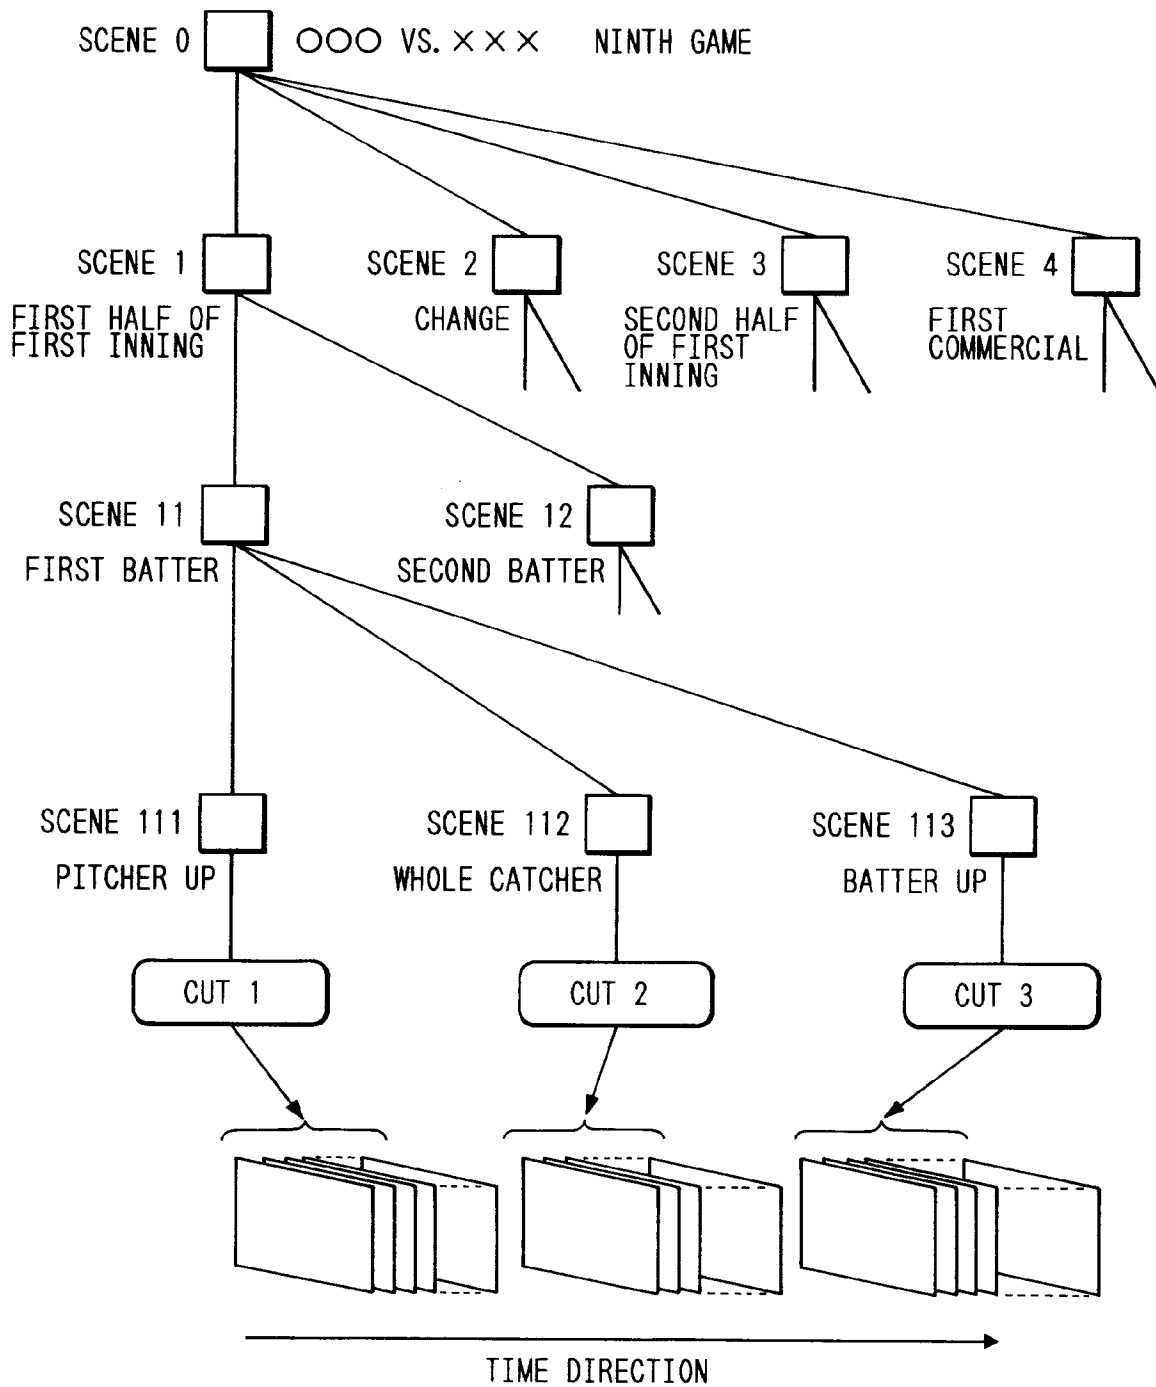 SCENE 0 ○○○ VS. ××× NINTH GAME
SCENE 1
FIRST HALF OF
FIRST INNING
SCENE 2
CHANGE
SCENE 3
SECOND HALF
OF FIRST
INNING
SCENE 4
FIRST
COMMERCIAL
SCENE 11
FIRST BATTER
SCENE 12
SECOND BATTER
SCENE 111
PITCHER UP
SCENE 112
WHOLE CATCHER
SCENE 113
BATTER UP
CUT 1
CUT 2
CUT 3
TIME DIRECTION